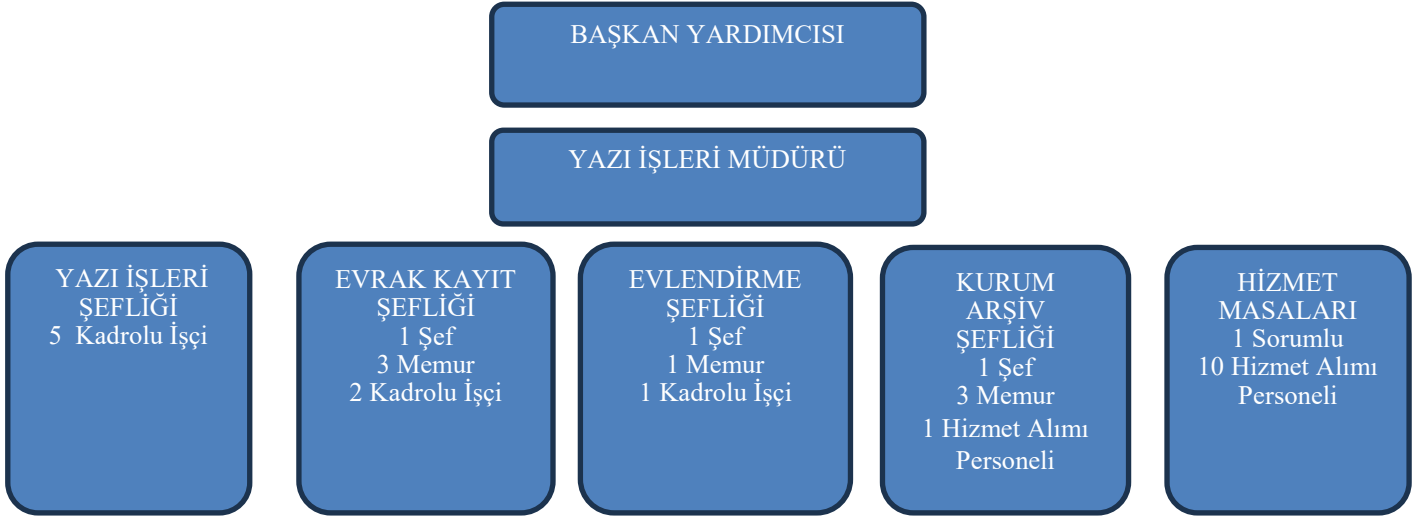 BAŞKAN YARDIMCISI
YAZI İŞLERİ MÜDÜRÜ
YAZI İŞLERİ
ŞEFLİĞİ
5 Kadrolu İşçi
EVRAK KAYIT
ŞEFLİĞİ
1 Şef
3 Memur
2 Kadrolu İşçi
EVLENDİRME
ŞEFLİĞİ
1 Şef
1 Memur
1 Kadrolu İşçi
KURUM
ARŞİV
ŞEFLİĞİ
1 Şef
3 Memur
1 Hizmet Alımı
Personeli
HİZMET
MASALARI
1 Sorumlu
10 Hizmet Alımı
Personeli